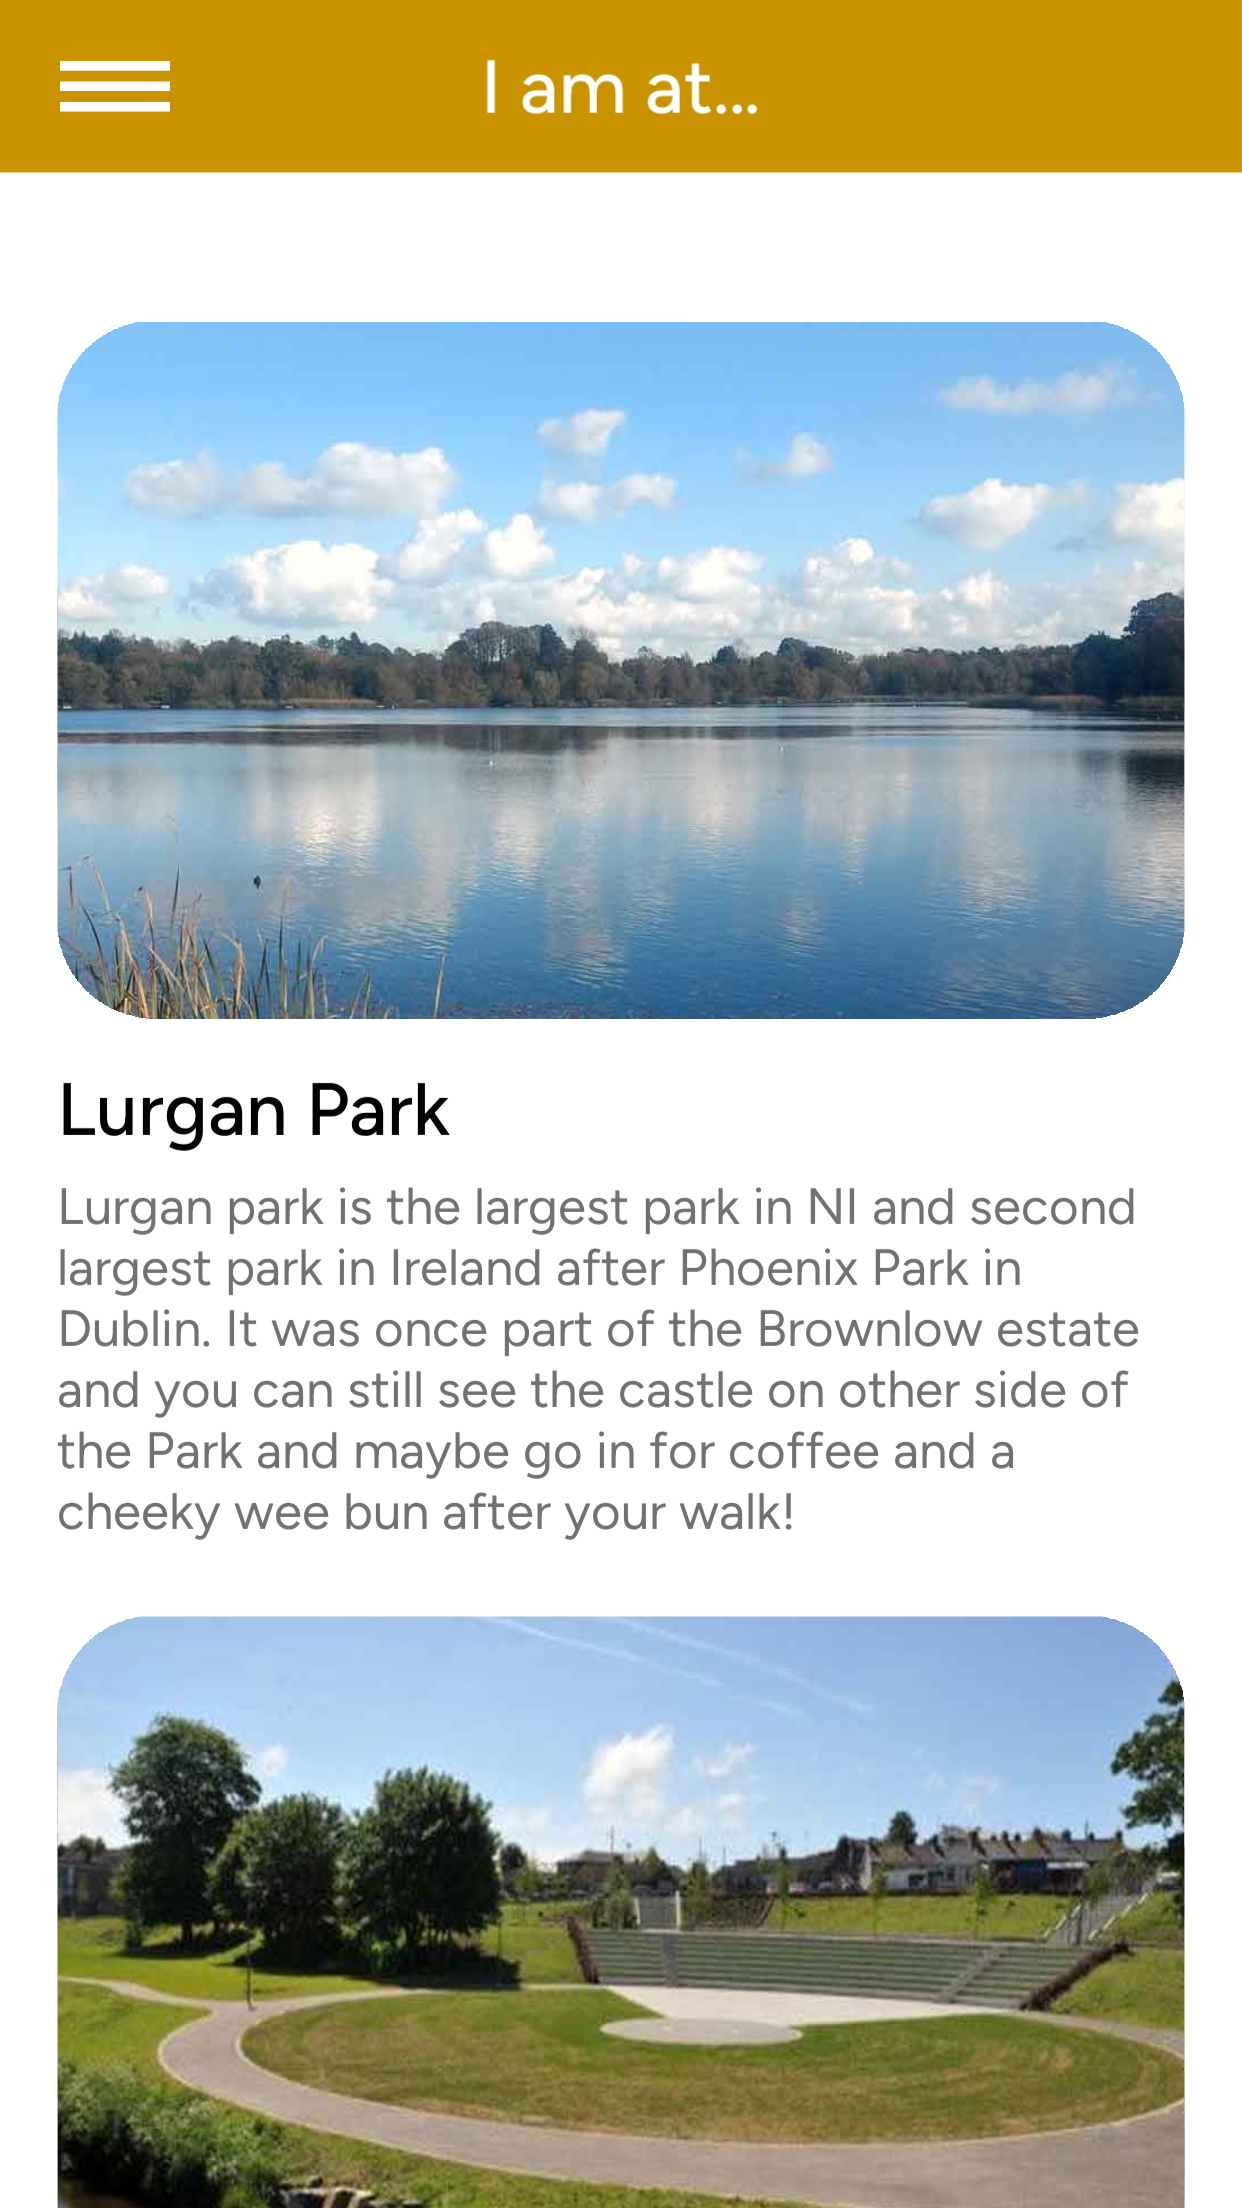 I am at...
Lurgan Park
Lurgan park is the largest park in NI and second
largest park in Ireland after Phoenix Park in
Dublin. It was once part of the Brownlow estate
and you can still see the castle on other side of
the Park and maybe go in for coffee and a
cheeky wee bun after your walk!